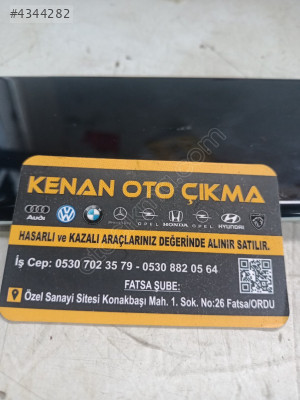 #4344282
KENAN OTO ÇIKMA
Audi OPEL HONDA OPEL HYUNDAI
HASARLI ve KAZALI ARAÇLARINIZ DEĞERİNDE ALINIR SATILIR.
İş Cep: 0530 702 35 79 - 0530 882 05 64
FATSA ŞUBE:
Özel Sanayi Sitesi Konakbaşı Mah. 1. Sok. No:26 Fatsa/ORDU